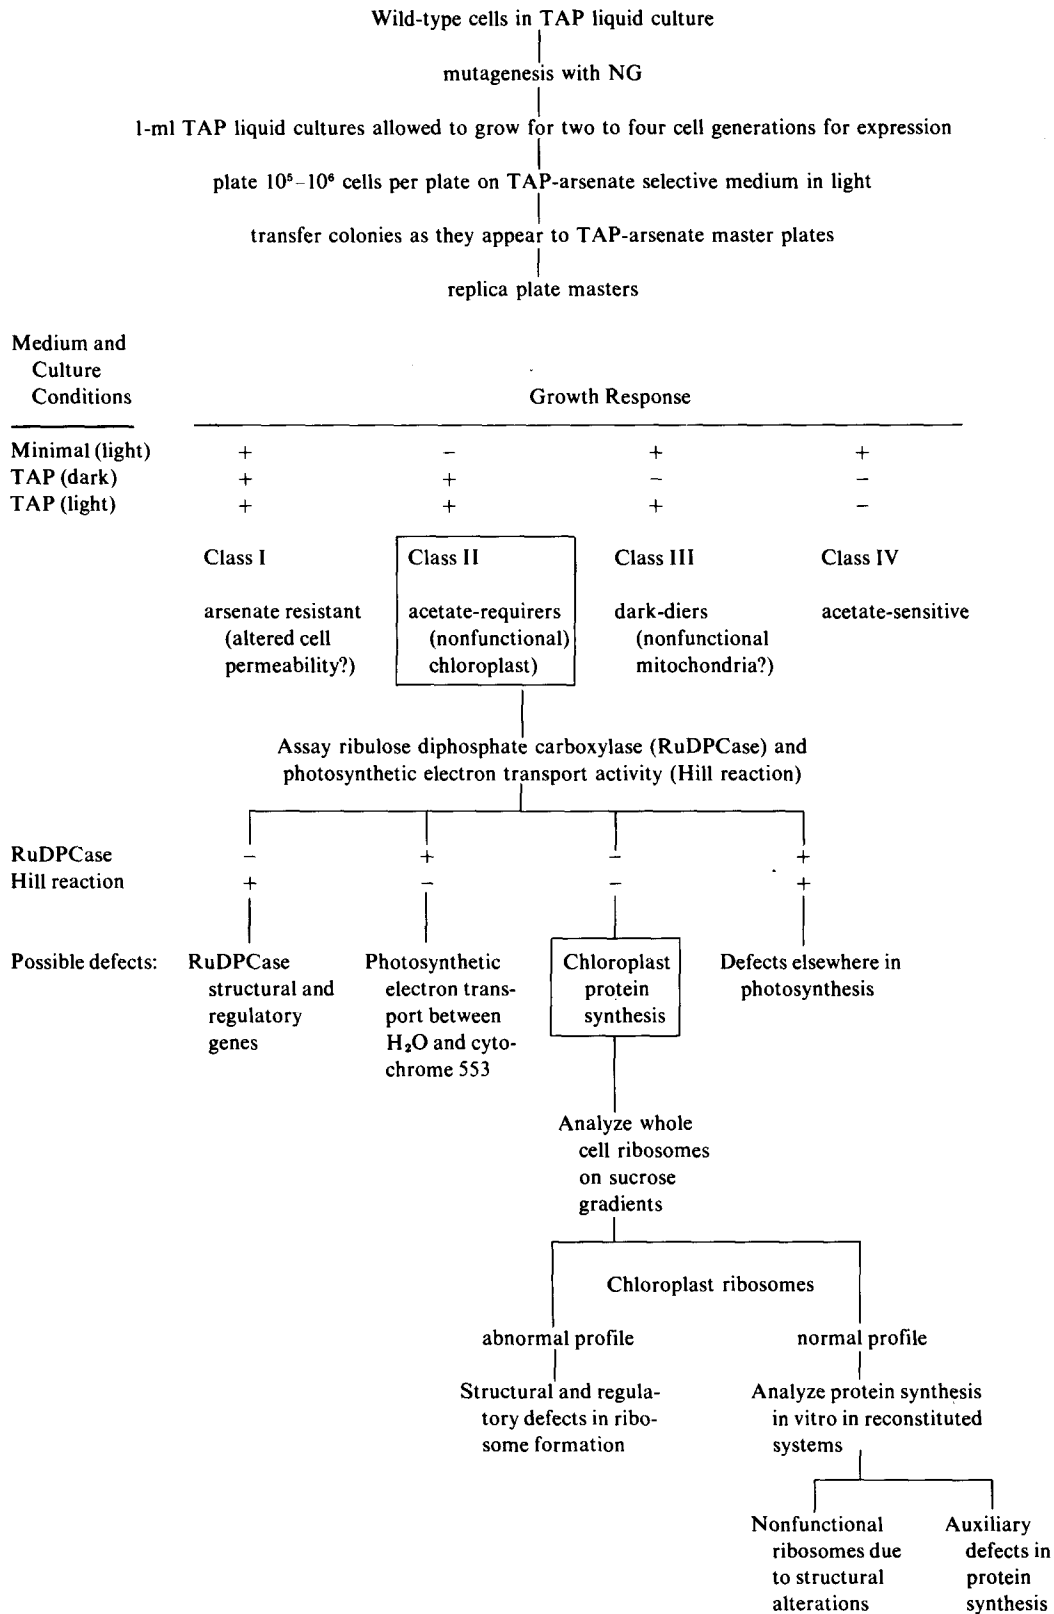 Wild-type cells in TAP liquid culture
mutagenesis with NG
1-ml TAP liquid cultures allowed to grow for two to four cell generations for expression
plate 10⁵–10⁶ cells per plate on TAP-arsenate selective medium in light
transfer colonies as they appear to TAP-arsenate master plates
replica plate masters
Medium and
Culture
Conditions Growth Response
Minimal (light) + − + +
TAP (dark) + + − −
TAP (light) + + + −
Class I Class II Class III Class IV
arsenate resistant acetate-requirers dark-diers acetate-sensitive
(altered cell (nonfunctional) (nonfunctional
permeability?) chloroplast) mitochondria?)
Assay ribulose diphosphate carboxylase (RuDPCase) and
photosynthetic electron transport activity (Hill reaction)
RuDPCase − + − +
Hill reaction + − − +
Possible defects: RuDPCase Photosynthetic Chloroplast Defects elsewhere in
structural and electron trans- protein photosynthesis
regulatory port between synthesis
genes H₂O and cyto-
chrome 553
Analyze whole
cell ribosomes
on sucrose
gradients
Chloroplast ribosomes
abnormal profile normal profile
Structural and regula- Analyze protein synthesis
tory defects in ribo- in vitro in reconstituted
some formation systems
Nonfunctional Auxiliary
ribosomes due defects in
to structural protein
alterations synthesis